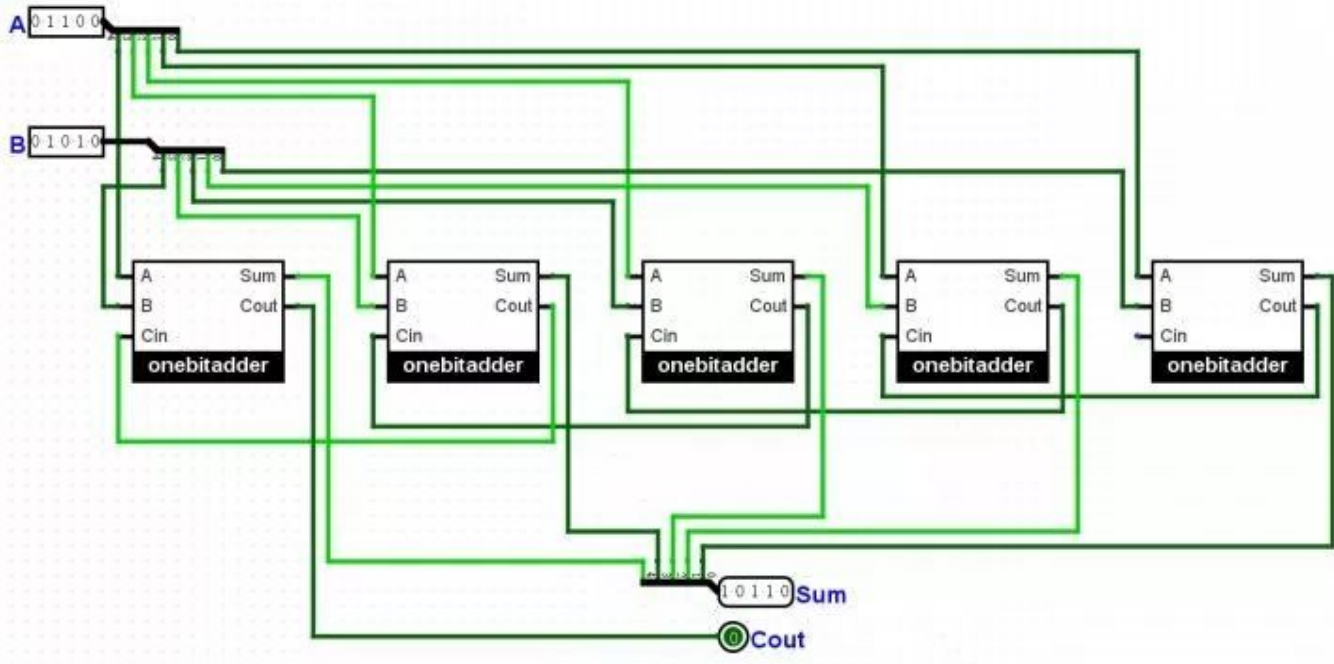 A 0 1 1 0 0
B 0 1 0 1 0
A Sum
B Cout
Cin
onebitadder
A Sum
B Cout
Cin
onebitadder
A Sum
B Cout
Cin
onebitadder
A Sum
B Cout
Cin
onebitadder
A Sum
B Cout
Cin
onebitadder
1 0 1 1 0 Sum
0 Cout